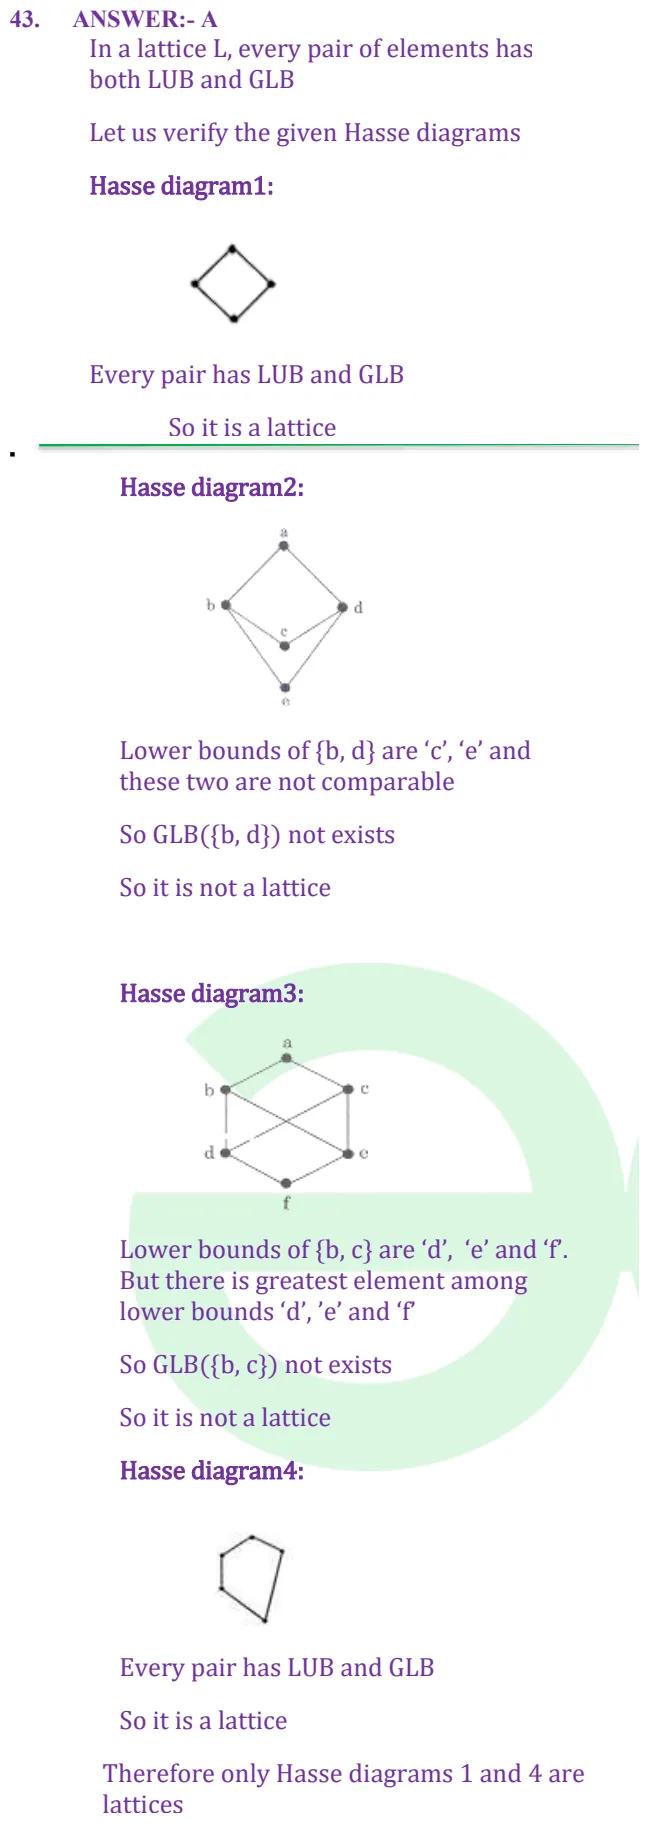 43. ANSWER:- A
In a lattice L, every pair of elements has
both LUB and GLB
Let us verify the given Hasse diagrams
Hasse diagram1:
Every pair has LUB and GLB
So it is a lattice
Hasse diagram2:
a
b
d
c
e
Lower bounds of {b, d} are ‘c’, ‘e’ and
these two are not comparable
So GLB({b, d}) not exists
So it is not a lattice
Hasse diagram3:
a
b
c
d
e
f
Lower bounds of {b, c} are ‘d’, ‘e’ and ‘f’.
But there is greatest element among
lower bounds ‘d’, ’e’ and ‘f’
So GLB({b, c}) not exists
So it is not a lattice
Hasse diagram4:
Every pair has LUB and GLB
So it is a lattice
Therefore only Hasse diagrams 1 and 4 are
lattices